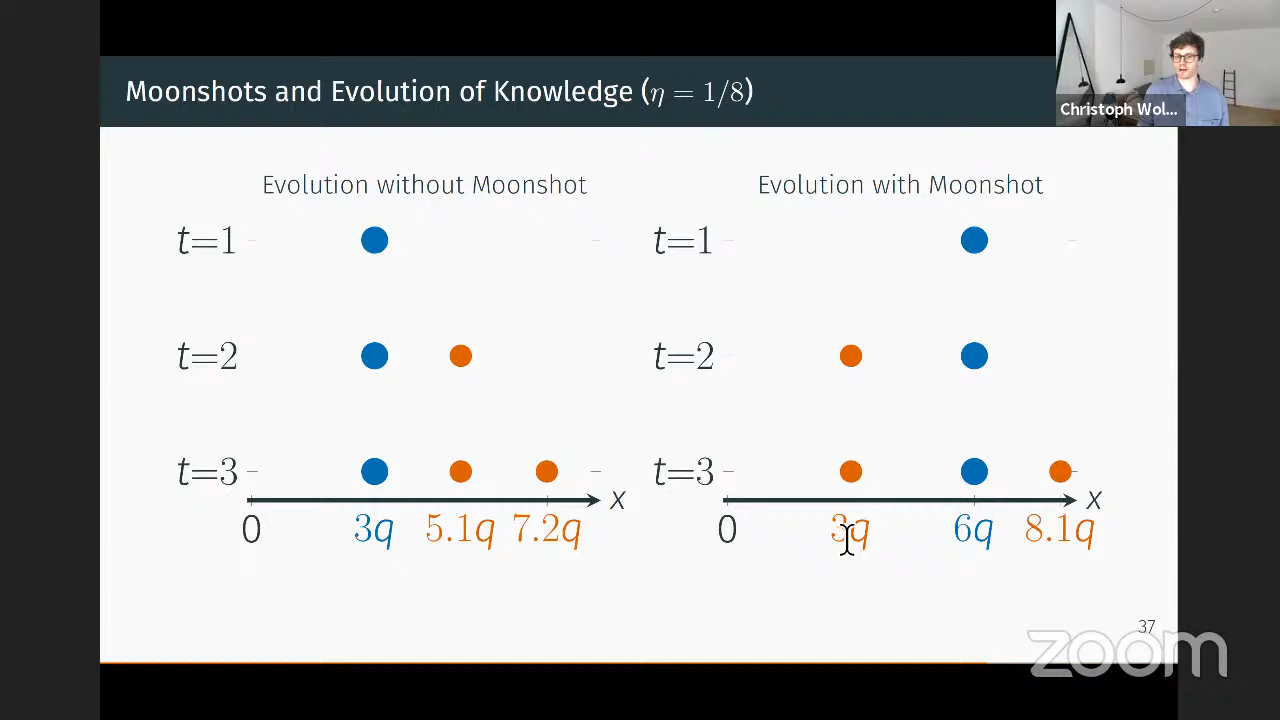 Christoph Wol...
Moonshots and Evolution of Knowledge (η = 1/8)
Evolution without Moonshot
t=1
t=2
t=3
x
0 3q 5.1q 7.2q
Evolution with Moonshot
t=1
t=2
t=3
x
0 3q 6q 8.1q
37
zoom